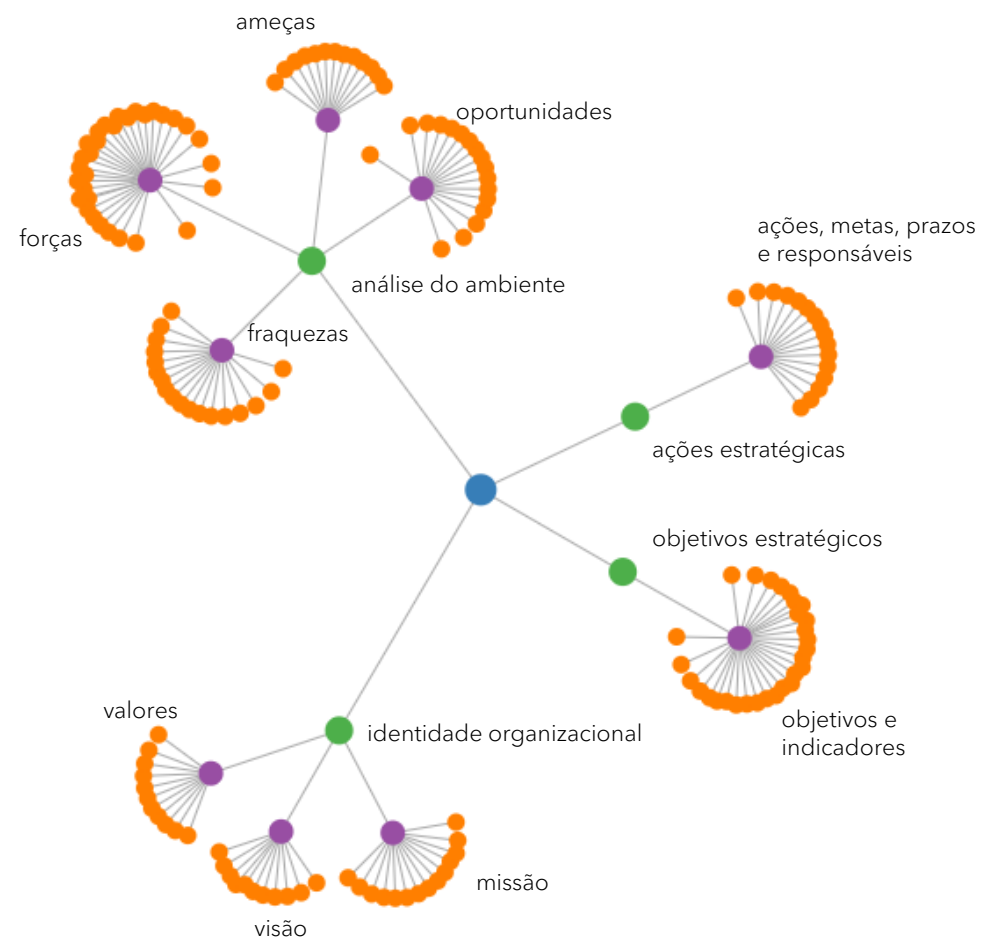 ameças
oportunidades
forças
análise do ambiente
fraquezas
ações, metas, prazos
e responsáveis
ações estratégicas
objetivos estratégicos
objetivos e
indicadores
valores
identidade organizacional
missão
visão